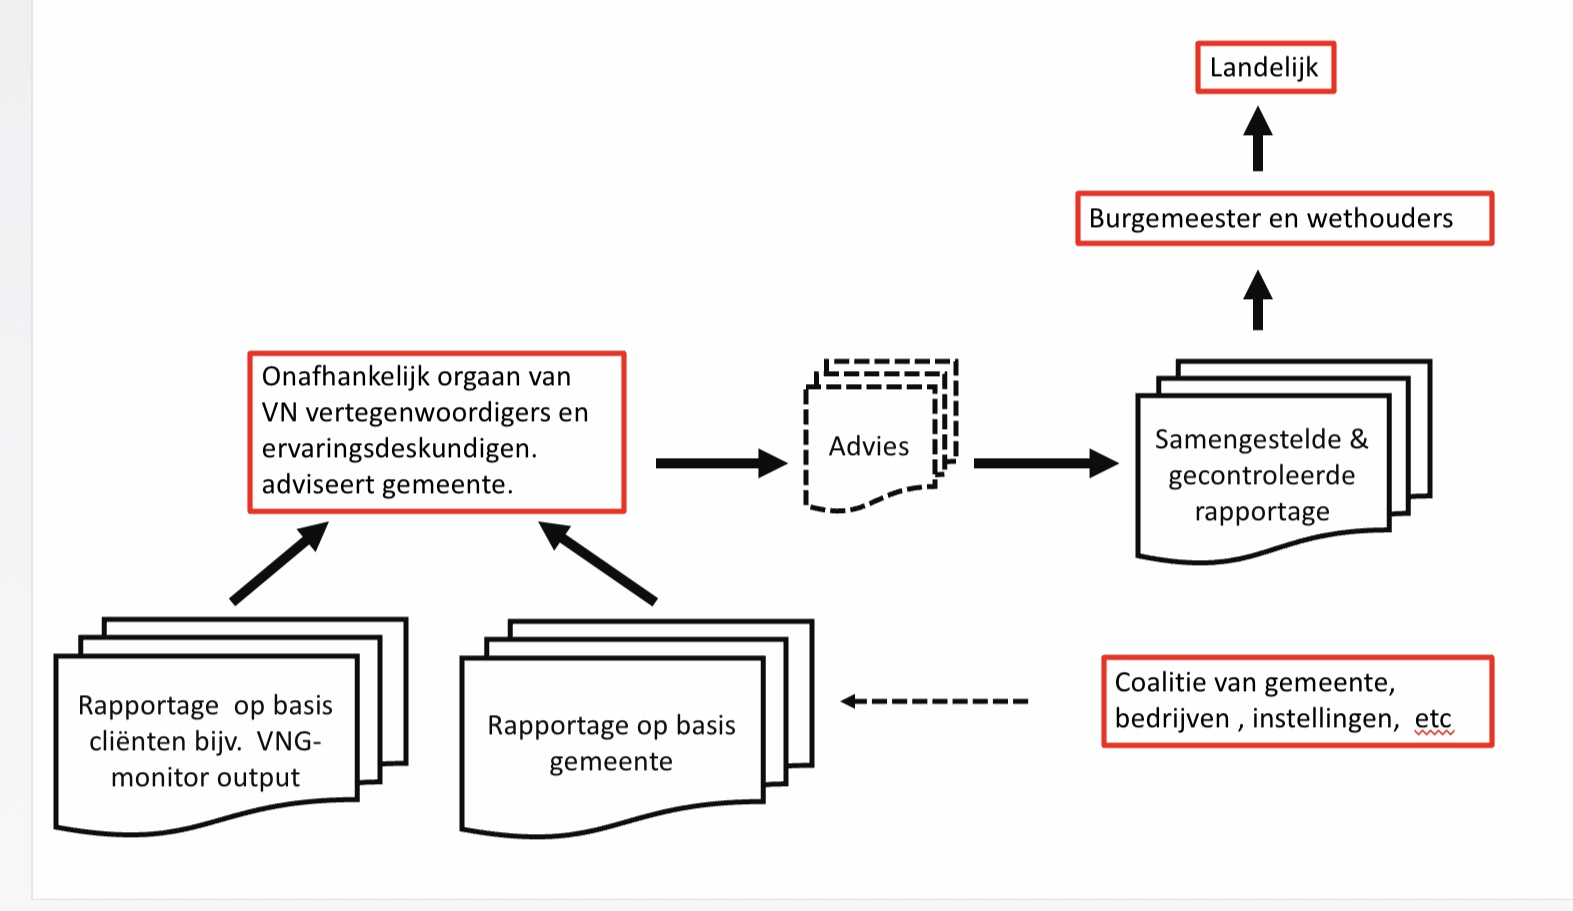 Landelijk
Burgemeester en wethouders
Onafhankelijk orgaan van
VN vertegenwoordigers en
ervaringsdeskundigen.
adviseert gemeente.
Advies
Samengestelde &
gecontroleerde
rapportage
Rapportage op basis
cliënten bijv. VNG-
monitor output
Rapportage op basis
gemeente
Coalitie van gemeente,
bedrijven , instellingen, etc